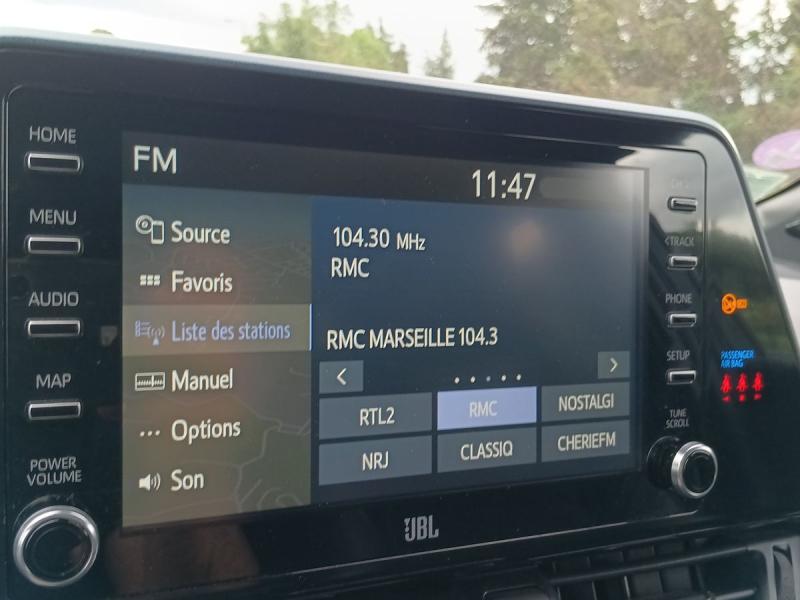 HOME
MENU
AUDIO
MAP
POWER
VOLUME
FM
11:47
Source
Favoris
Liste des stations
Manuel
... Options
Son
104.30 MHz
RMC
RMC MARSEILLE 104.3
<
>
RTL2
RMC
NOSTALGI
NRJ
CLASSIQ
CHERIEFM
JBL
<TRACK
PHONE
SETUP
TUNE
SCROLL
PASSENGER
AIR BAG